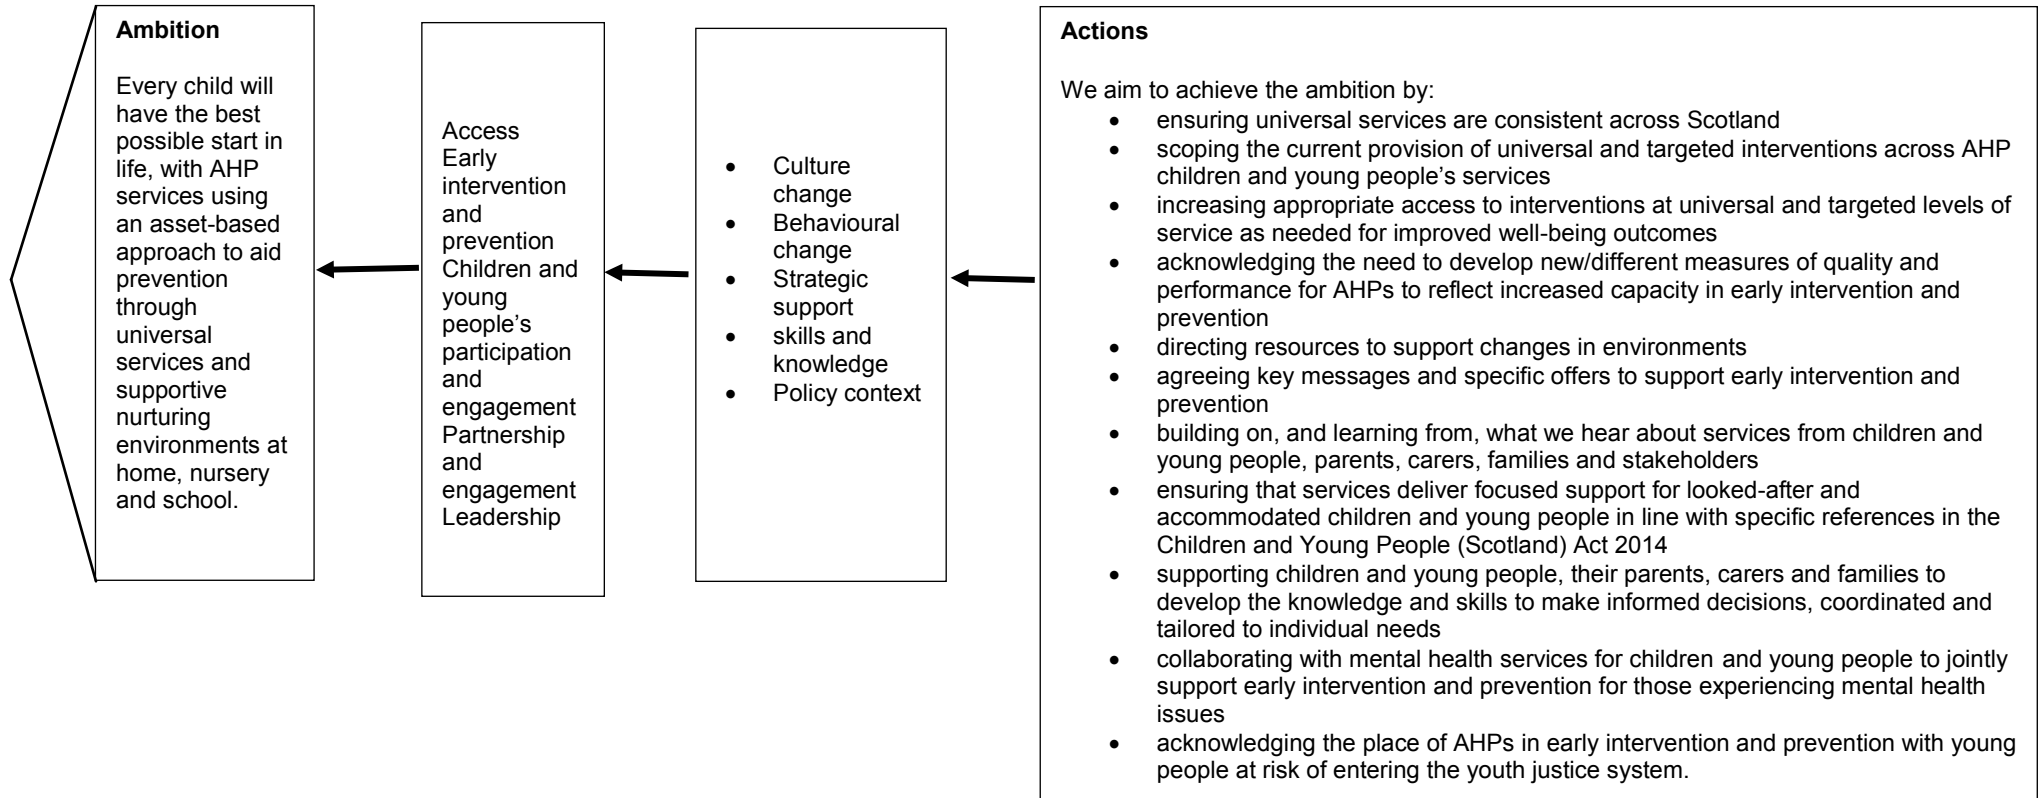 Ambition
Every child will
have the best
possible start in
life, with AHP
services using
an asset-based
approach to aid
prevention
through
universal
services and
supportive
nurturing
environments at
home, nursery
and school.
Access
Early
intervention
and
prevention
Children and
young
people’s
participation
and
engagement
Partnership
and
engagement
Leadership
• Culture
change
• Behavioural
change
• Strategic
support
• skills and
knowledge
• Policy context
Actions
We aim to achieve the ambition by:
• ensuring universal services are consistent across Scotland
• scoping the current provision of universal and targeted interventions across AHP
children and young people’s services
• increasing appropriate access to interventions at universal and targeted levels of
service as needed for improved well-being outcomes
• acknowledging the need to develop new/different measures of quality and
performance for AHPs to reflect increased capacity in early intervention and
prevention
• directing resources to support changes in environments
• agreeing key messages and specific offers to support early intervention and
prevention
• building on, and learning from, what we hear about services from children and
young people, parents, carers, families and stakeholders
• ensuring that services deliver focused support for looked-after and
accommodated children and young people in line with specific references in the
Children and Young People (Scotland) Act 2014
• supporting children and young people, their parents, carers and families to
develop the knowledge and skills to make informed decisions, coordinated and
tailored to individual needs
• collaborating with mental health services for children and young people to jointly
support early intervention and prevention for those experiencing mental health
issues
• acknowledging the place of AHPs in early intervention and prevention with young
people at risk of entering the youth justice system.